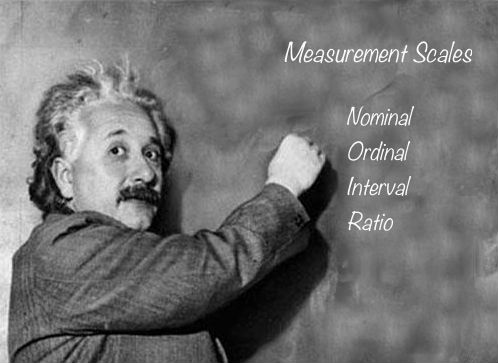 Measurement Scales
Nominal
Ordinal
Interval
Ratio